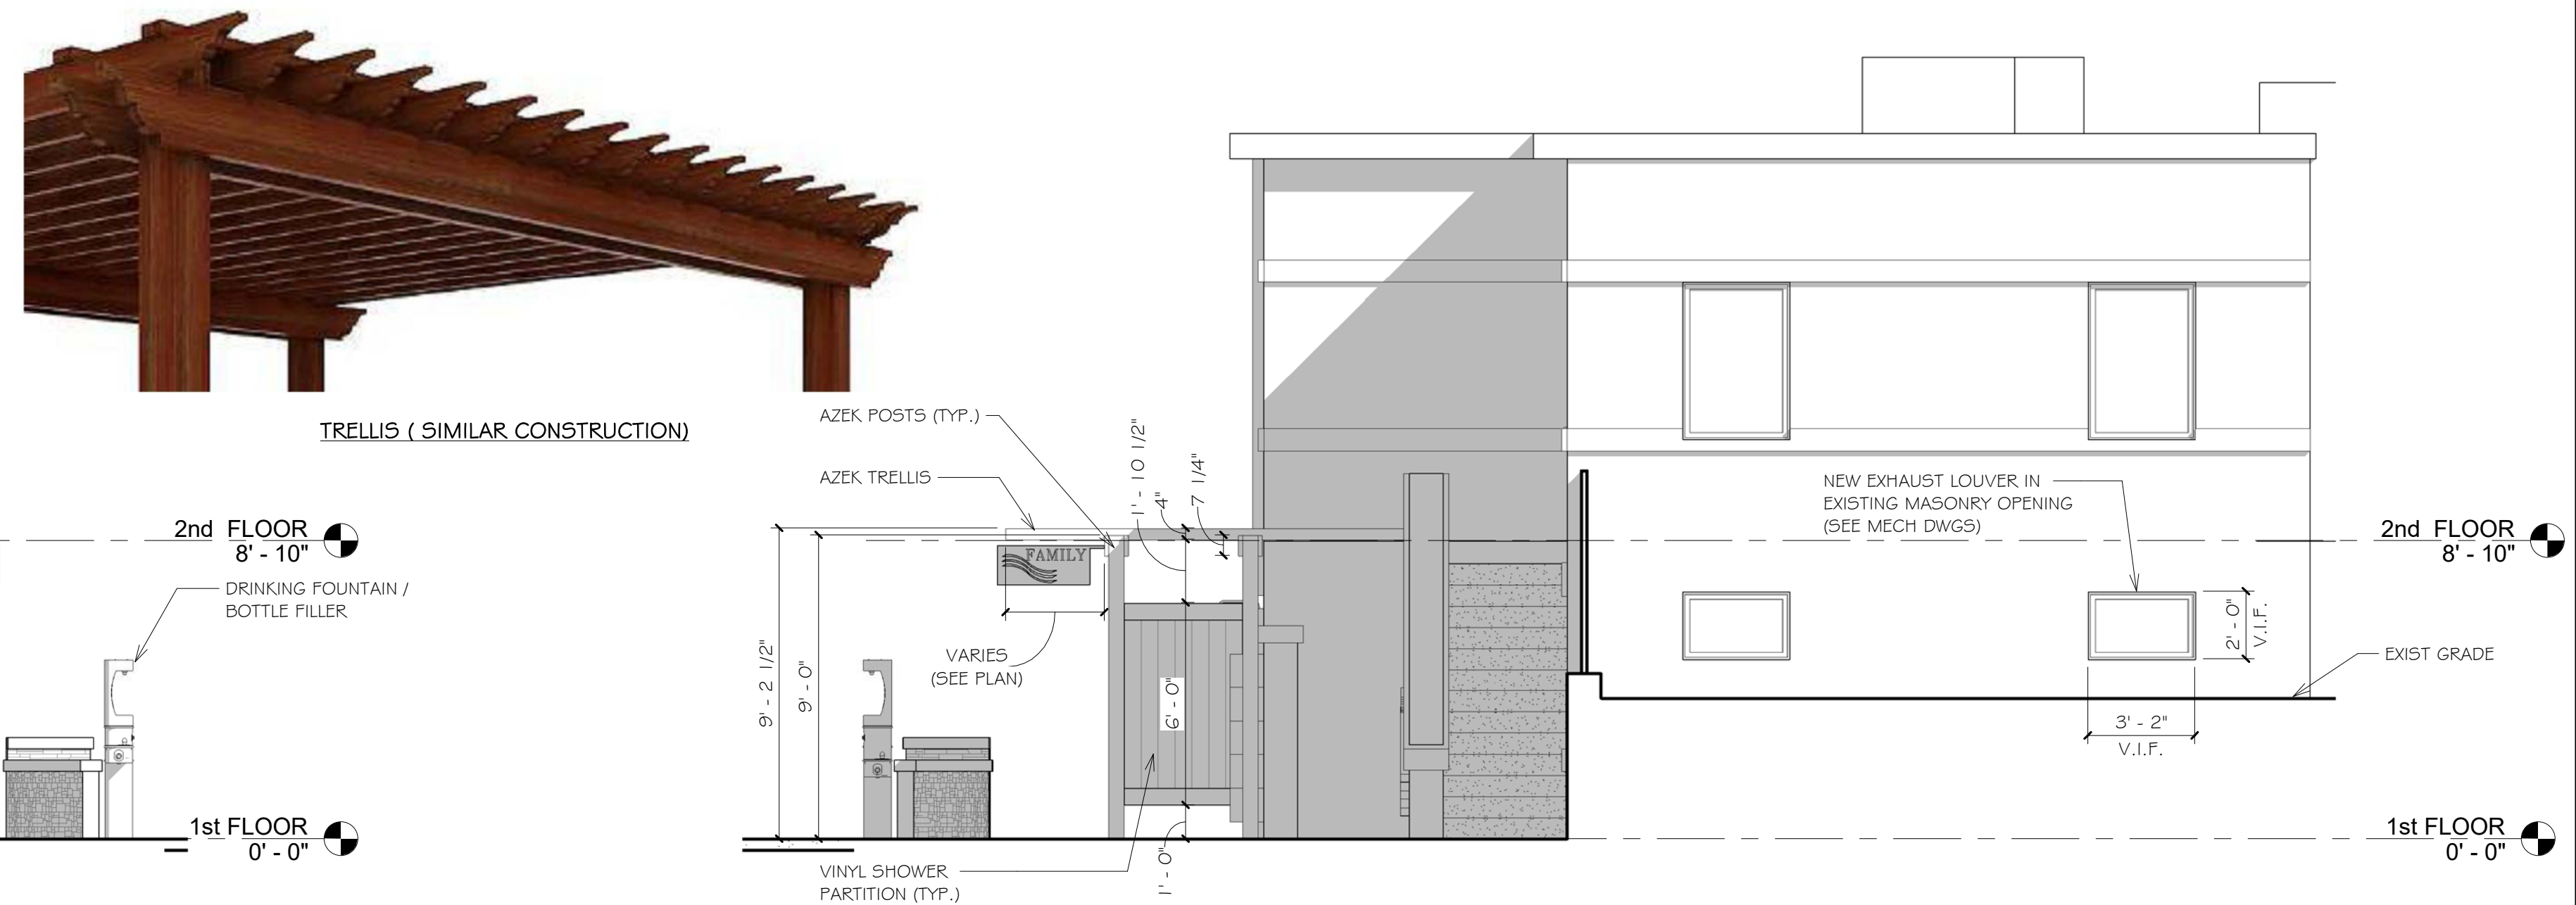 TRELLIS ( SIMILAR CONSTRUCTION)
2nd FLOOR
8' - 10"
DRINKING FOUNTAIN /
BOTTLE FILLER
1st FLOOR
0' - 0"
AZEK POSTS (TYP.)
AZEK TRELLIS
1' - 10 1/2"
4"
7 1/4"
FAMILY
VARIES
(SEE PLAN)
9' - 2 1/2"
9' - 0"
6' - 0"
1' - 0"
VINYL SHOWER
PARTITION (TYP.)
NEW EXHAUST LOUVER IN
EXISTING MASONRY OPENING
(SEE MECH DWGS)
2' - 0"
V.I.F.
3' - 2"
V.I.F.
EXIST GRADE
2nd FLOOR
8' - 10"
1st FLOOR
0' - 0"